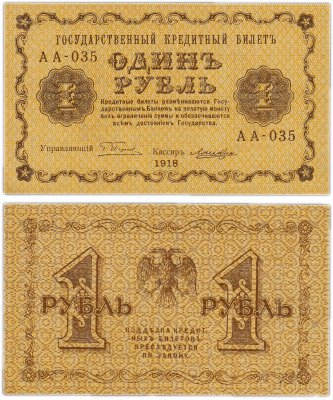 ГОСУДАРСТВЕННЫЙ КРЕДИТНЫЙ БИЛЕТЪ
АА-035
ОДИНЪ
РУБЛЬ
1
1
Кредитные билеты размѣниваются Госу-
дарственнымъ Банкомъ на золотую монету
безъ ограниченія суммы и обезпечиваются
всѣмъ достояніемъ Государства.
АА-035
Управляющій
Кассиръ
1918
1
1
РУБЛЬ
РУБЛЬ
ПОДДѢЛКА КРЕДИТ-
НЫХЪ БИЛЕТОВЪ
ПРЕСЛѢДУЕТСЯ
ПО ЗАКОНУ.